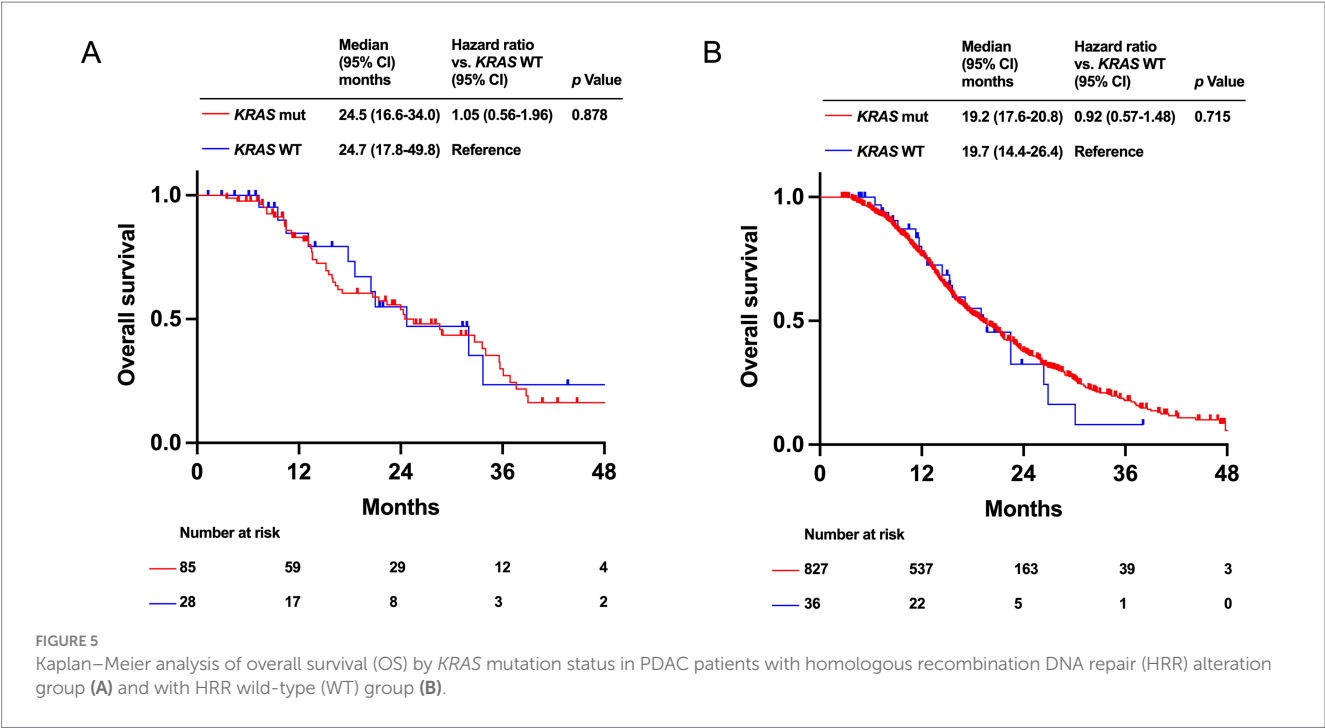 A
Median (95% CI) months
Hazard ratio vs. KRAS WT (95% CI)
p Value
KRAS mut 24.5 (16.6-34.0) 1.05 (0.56-1.96) 0.878
KRAS WT 24.7 (17.8-49.8) Reference
Overall survival
1.0
0.5
0.0
0 12 24 36 48
Months
Number at risk
85 59 29 12 4
28 17 8 3 2
B
Median (95% CI) months
Hazard ratio vs. KRAS WT (95% CI)
p Value
KRAS mut 19.2 (17.6-20.8) 0.92 (0.57-1.48) 0.715
KRAS WT 19.7 (14.4-26.4) Reference
Overall survival
1.0
0.5
0.0
0 12 24 36 48
Months
Number at risk
827 537 163 39 3
36 22 5 1 0
FIGURE 5
Kaplan–Meier analysis of overall survival (OS) by KRAS mutation status in PDAC patients with homologous recombination DNA repair (HRR) alteration
group (A) and with HRR wild-type (WT) group (B).